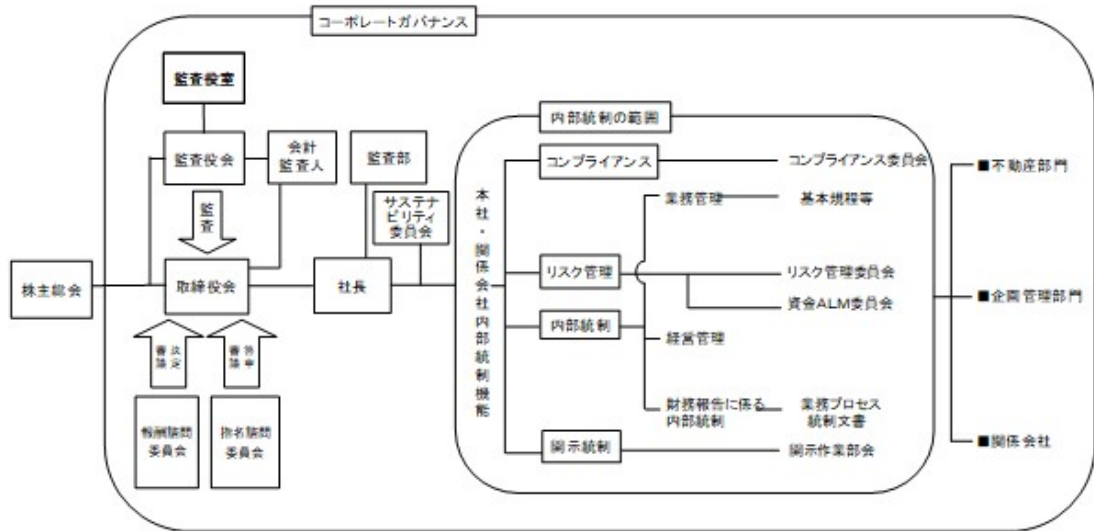 コーポレートガバナンス
監査役室
監査役会
会計
監査人
監査部
サステナ
ビリティ
委員会
監査
株主総会
取締役会
社長
審議
決定
審議
答申
報酬諮問
委員会
指名諮問
委員会
本社・関係会社内部統制機能
内部統制の範囲
コンプライアンス
コンプライアンス委員会
業務管理
基本規程等
リスク管理
リスク管理委員会
資金ALM委員会
内部統制
経営管理
財務報告に係る
内部統制
業務プロセス
統制文書
開示統制
開示作業部会
■不動産部門
■企画管理部門
■関係会社